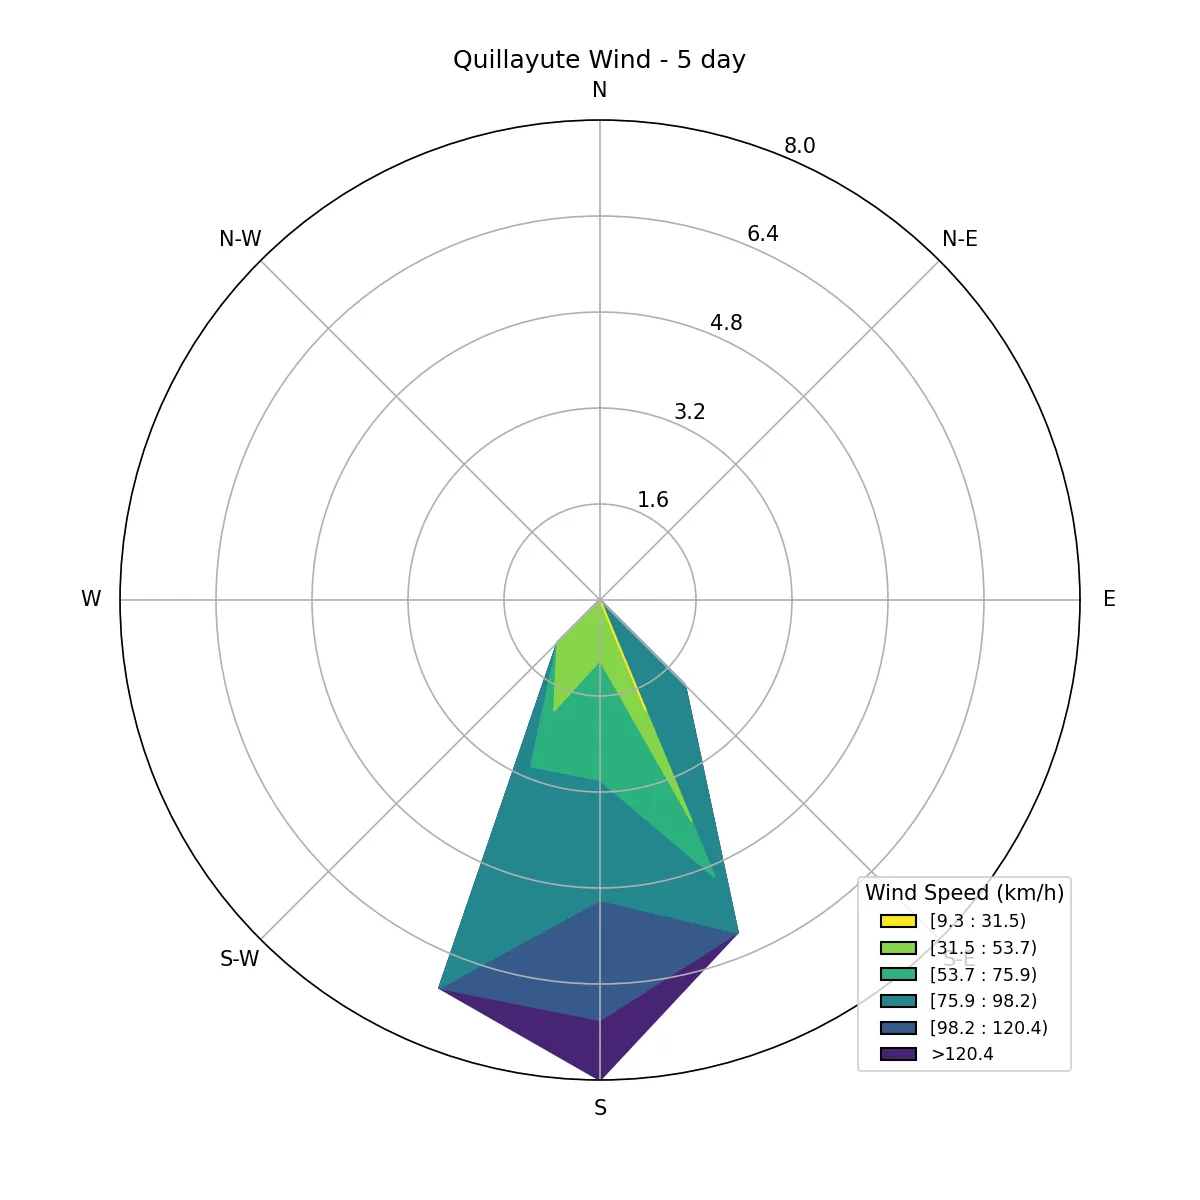 Quillayute Wind - 5 day
N
8.0
N-W
N-E
6.4
4.8
3.2
1.6
W
E
Wind Speed (km/h)
[9.3 : 31.5)
[31.5 : 53.7)
S-W
S-E
[53.7 : 75.9)
[75.9 : 98.2)
[98.2 : 120.4)
>120.4
S